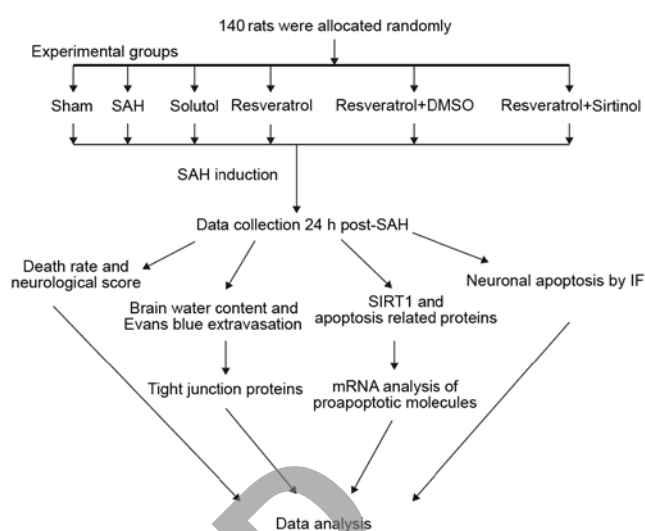 140 rats were allocated randomly
Experimental groups
Sham SAH Solutol Resveratrol Resveratrol+DMSO Resveratrol+Sirtinol
SAH induction
Data collection 24 h post-SAH
Death rate and
neurological score
Brain water content and
Evans blue extravasation
SIRT1 and
apoptosis related proteins
Neuronal apoptosis by IF
Tight junction proteins
mRNA analysis of
proapoptotic molecules
Data analysis